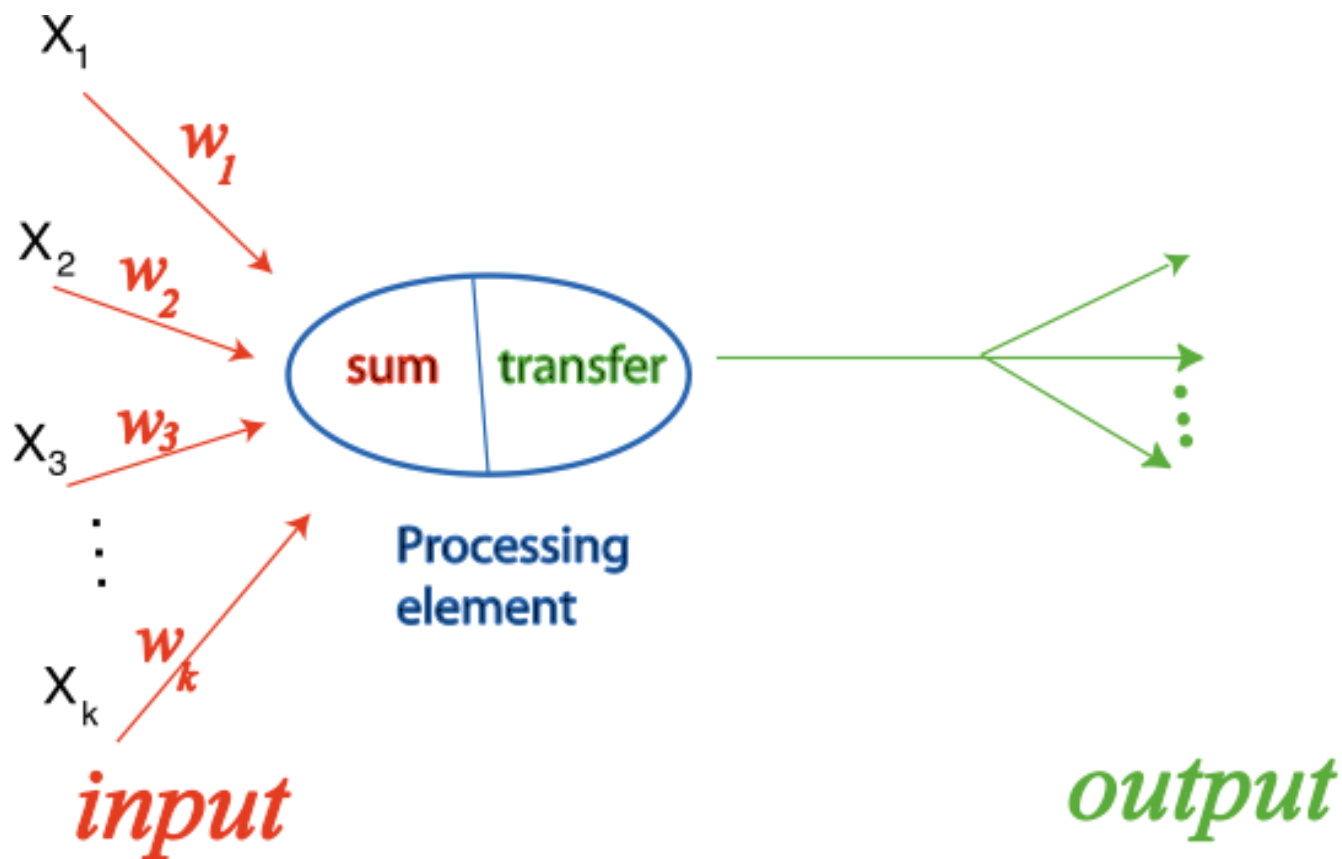 X1
w1
X2
w2
sum transfer
X3
w3
Processing
element
Xk
wk
input
output